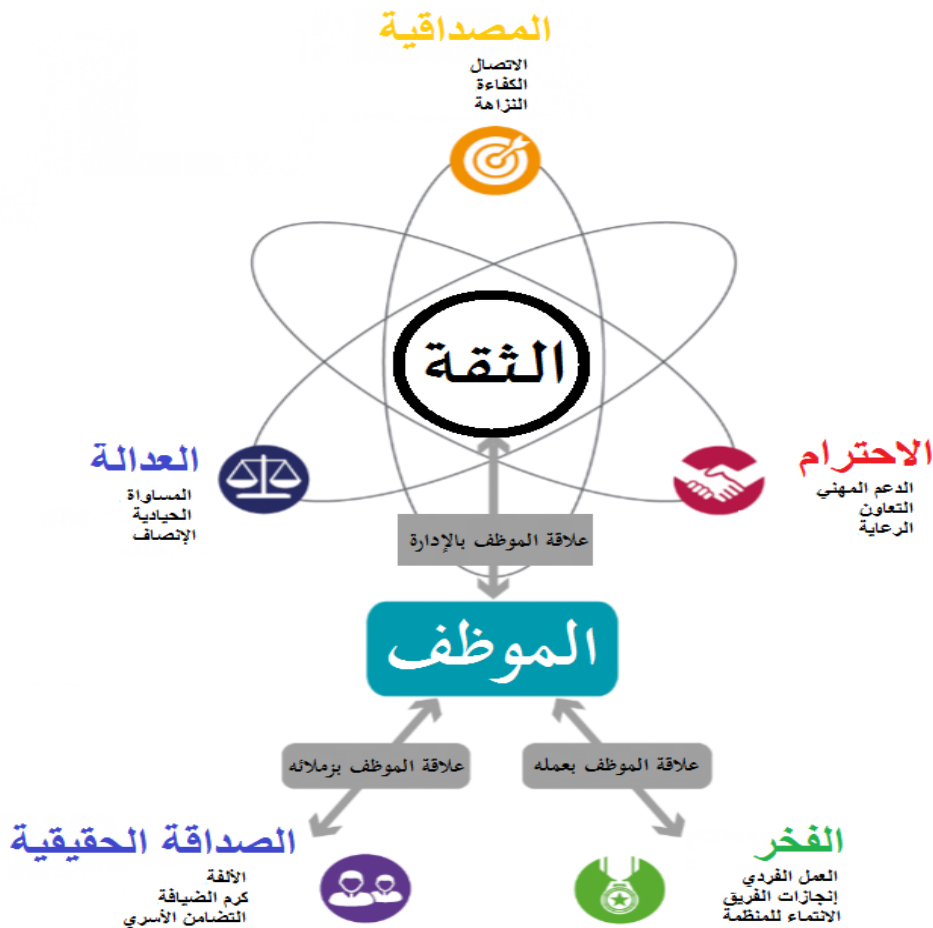 المصداقية
الاتصال
الكفاءة
النزاهة
الثقة
الاحترام
الدعم المهني
التعاون
الرعاية
العدالة
المساواة
الحيادية
الإنصاف
علاقة الموظف بالإدارة
الموظف
علاقة الموظف بعمله
علاقة الموظف بزملائه
الفخر
العمل الفردي
إنجازات الفريق
الانتماء للمنظمة
الصداقة الحقيقية
الألفة
كرم الضيافة
التضامن الأسري